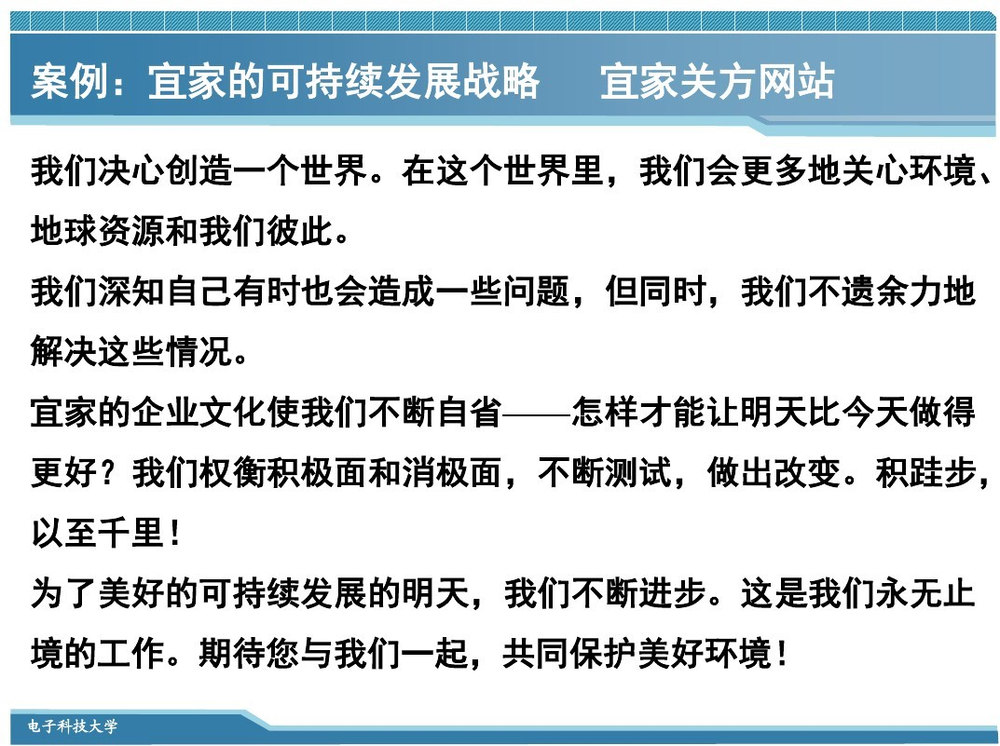 案例：宜家的可持续发展战略 宜家关方网站
我们决心创造一个世界。在这个世界里，我们会更多地关心环境、
地球资源和我们彼此。
我们深知自己有时也会造成一些问题，但同时，我们不遗余力地
解决这些情况。
宜家的企业文化使我们不断自省——怎样才能让明天比今天做得
更好？我们权衡积极面和消极面，不断测试，做出改变。积跬步，
以至千里！
为了美好的可持续发展的明天，我们不断进步。这是我们永无止
境的工作。期待您与我们一起，共同保护美好环境！
电子科技大学